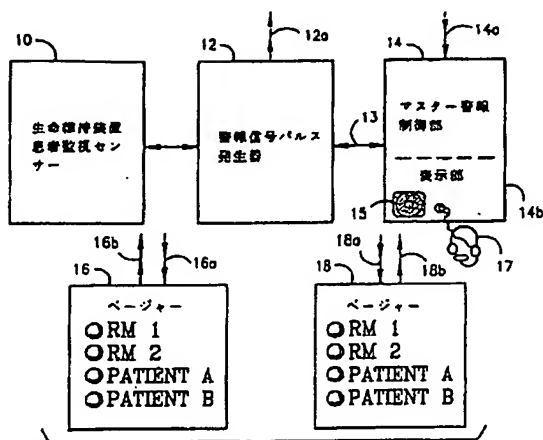 10
12
12a
14
14a
生命維持装置
患者監視セン
サー
警報信号パルス
発生器
13
マスター警報
制御部
表示部
15
14b
17
16b
16
16a
18a
18
18b
ページャー
RM 1
RM 2
PATIENT A
PATIENT B
ページャー
RM 1
RM 2
PATIENT A
PATIENT B